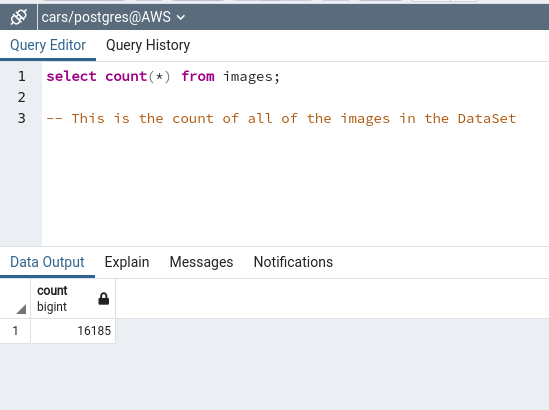 cars/postgres@AWS
Query Editor Query History
1 select count(*) from images;
2
3 -- This is the count of all of the images in the DataSet
Data Output Explain Messages Notifications
count
bigint
1 16185